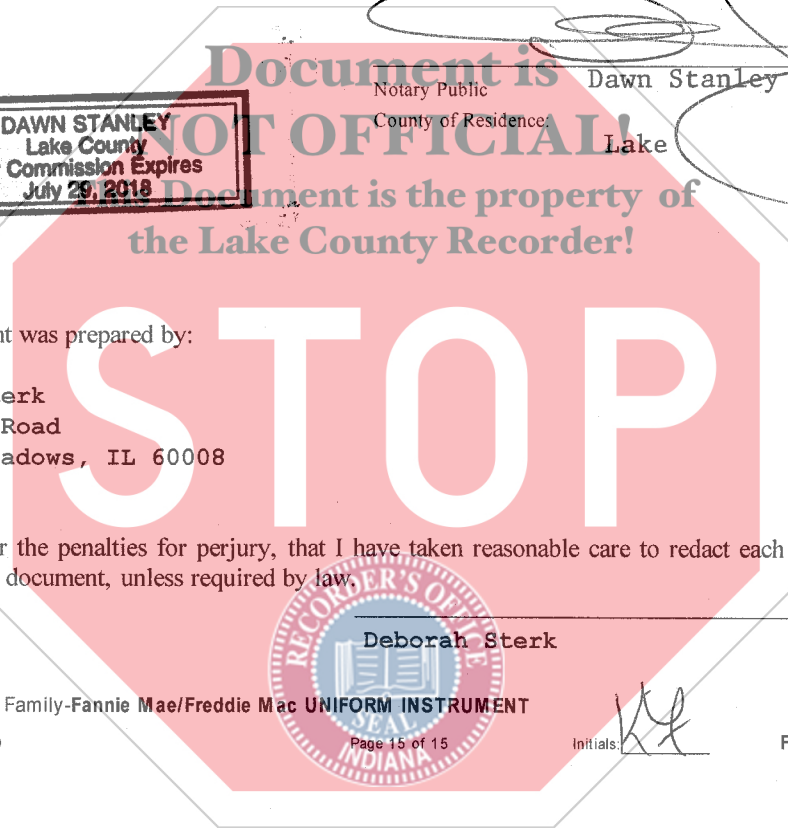 Document is
NOT OFFICIAL!
This Document is the property of
the Lake County Recorder!
STOP
Notary Public
Dawn Stanley
County of Residence:
Lake
DAWN STANLEY
Lake County
Commission Expires
July 29, 2018
nt was prepared by:
erk
Road
adows, IL 60008
r the penalties for perjury, that I have taken reasonable care to redact each
document, unless required by law.
Deborah Sterk
RECORDER'S OFFICE
SEAL
INDIANA
Family-Fannie Mae/Freddie Mac UNIFORM INSTRUMENT
Page 15 of 15
Initials: